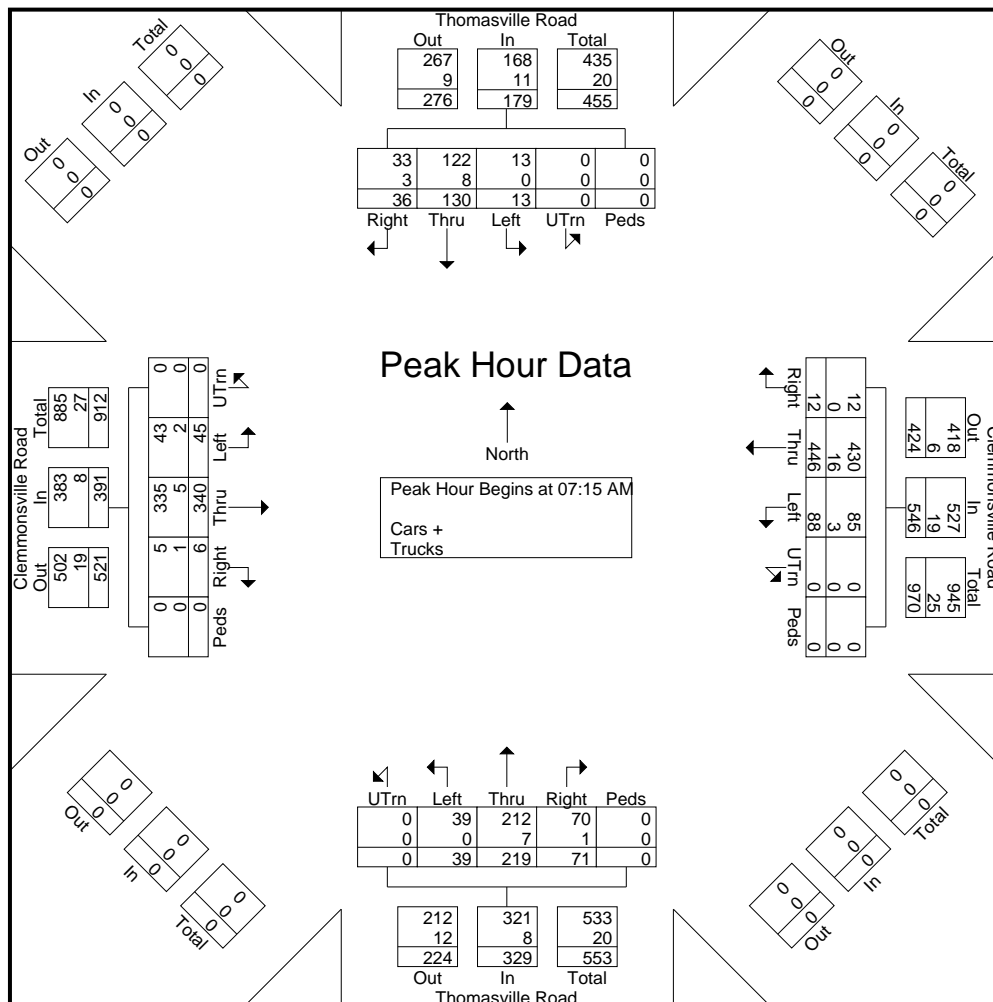 Thomasville Road
Out In Total
267 168 435
9 11 20
276 179 455
33 122 13 0 0
3 8 0 0 0
36 130 13 0 0
Right Thru Left UTrn Peds
Total
0 0 0
In
0 0 0
Out
0 0 0
Out
0 0 0
In
0 0 0
Total
0 0 0
Peak Hour Data
North
Peak Hour Begins at 07:15 AM
Cars +
Trucks
Clemmonsville Road
Total
885
27
912
In
383
8
391
Out
502
19
521
0 0 0 UTrn
43 2 45 Left
335 5 340 Thru
5 1 6 Right
0 0 0 Peds
Right 12 0 12
Thru 446 16 430
Left 88 3 85
UTrn 0 0 0
Peds 0 0 0
Clemmonsville Road
Out
418
6
424
In
527
19
546
Total
945
25
970
UTrn Left Thru Right Peds
0 39 212 70 0
0 0 7 1 0
0 39 219 71 0
212 321 533
12 8 20
224 329 553
Out In Total
Thomasville Road
0 0 0
Out
0 0 0
In
0 0 0
Total
0 0 0
Total
0 0 0
In
0 0 0
Out